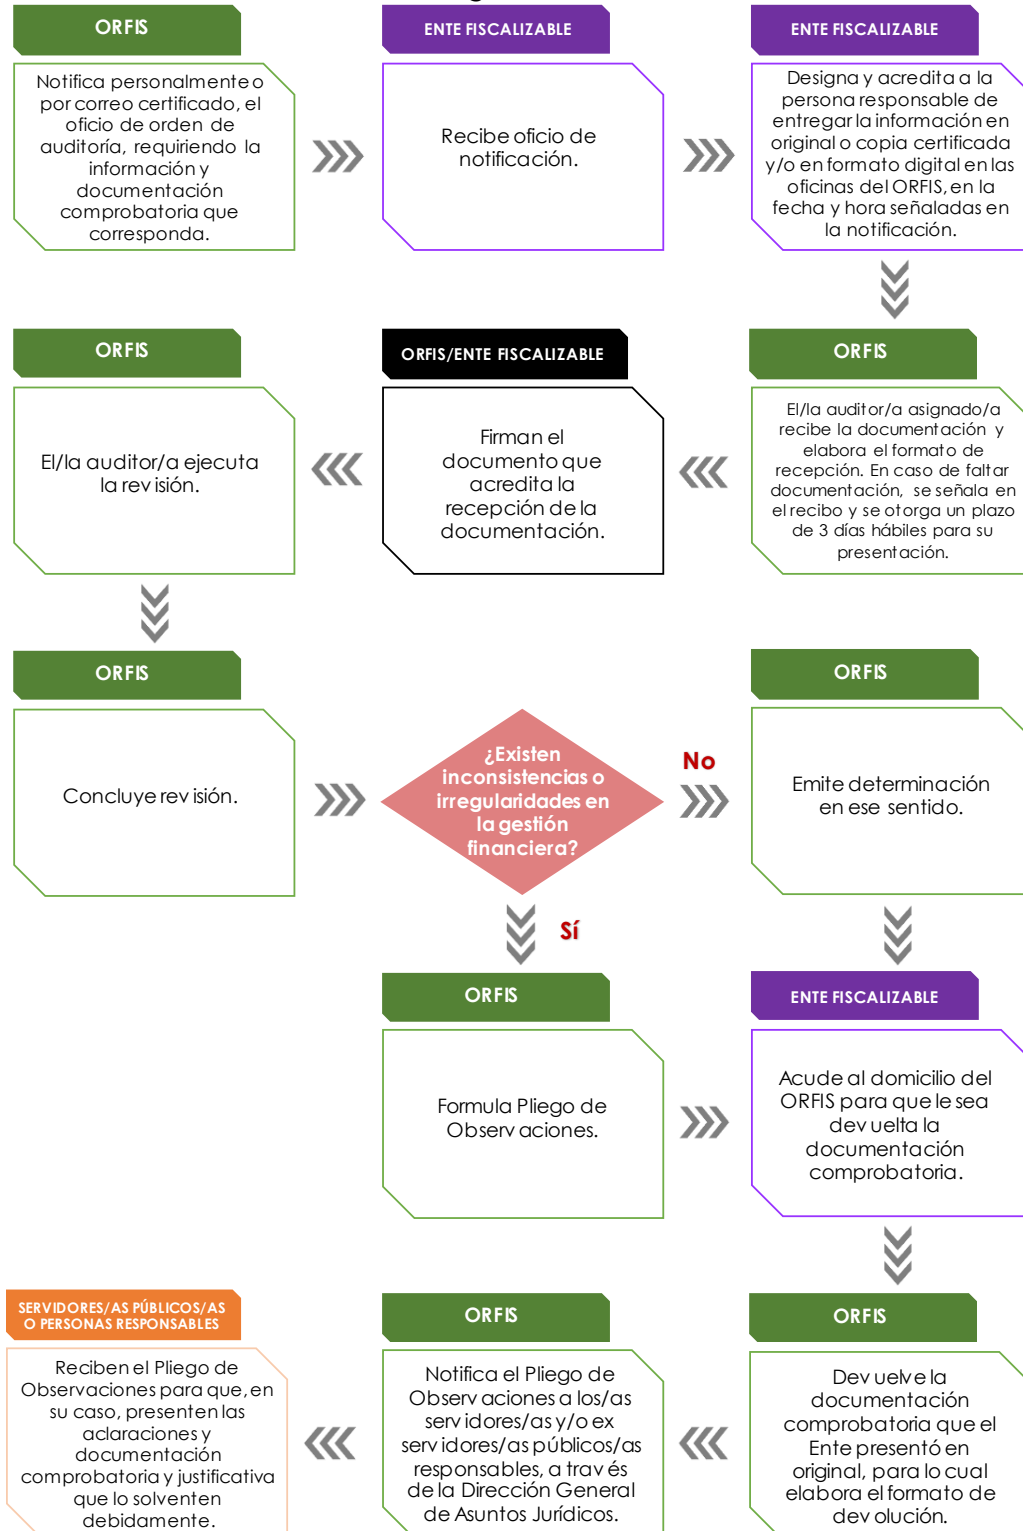 ORFIS
Notifica personalmente o
por correo certificado, el
oficio de orden de
auditoría, requiriendo la
información y
documentación
comprobatoria que
corresponda.
ENTE FISCALIZABLE
Recibe oficio de
notificación.
ENTE FISCALIZABLE
Designa y acredita a la
persona responsable de
entregar la información en
original o copia certificada
y/o en formato digital en las
oficinas del ORFIS, en la
fecha y hora señaladas en
la notificación.
ORFIS
El/la auditor/a asignado/a
recibe la documentación y
elabora el formato de
recepción. En caso de faltar
documentación, se señala en
el recibo y se otorga un plazo
de 3 días hábiles para su
presentación.
ORFIS/ENTE FISCALIZABLE
Firman el
documento que
acredita la
recepción de la
documentación.
ORFIS
El/la auditor/a ejecuta
la revisión.
ORFIS
Concluye revisión.
¿Existen
inconsistencias o
irregularidades en
la gestión
financiera?
No
ORFIS
Emite determinación
en ese sentido.
Sí
ORFIS
Formula Pliego de
Observaciones.
ENTE FISCALIZABLE
Acude al domicilio del
ORFIS para que le sea
devuelta la
documentación
comprobatoria.
ORFIS
Devuelve la
documentación
comprobatoria que el
Ente presentó en
original, para lo cual
elabora el formato de
devolución.
ORFIS
Notifica el Pliego de
Observaciones a los/as
servidores/as y/o ex
servidores/as públicos/as
responsables, a través
de la Dirección General
de Asuntos Jurídicos.
SERVIDORES/AS PÚBLICOS/AS
O PERSONAS RESPONSABLES
Reciben el Pliego de
Observaciones para que, en
su caso, presenten las
aclaraciones y
documentación
comprobatoria y justificativa
que lo solventen
debidamente.